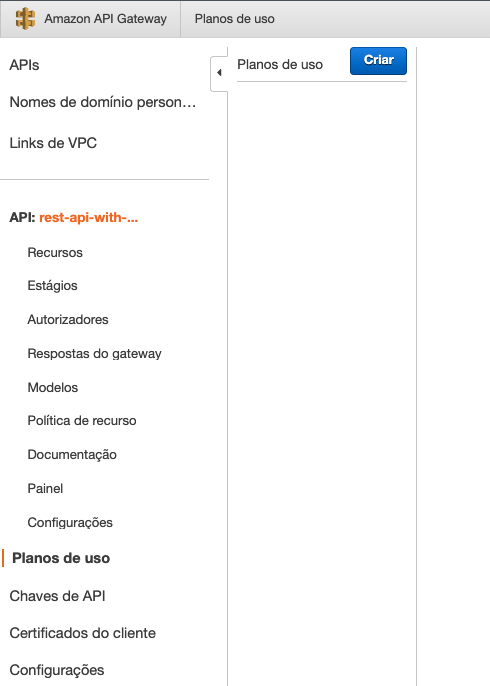 Amazon API Gateway
Planos de uso
APIs
Nomes de domínio person...
Links de VPC
API: rest-api-with-...
Recursos
Estágios
Autorizadores
Respostas do gateway
Modelos
Política de recurso
Documentação
Painel
Configurações
Planos de uso
Chaves de API
Certificados do cliente
Configurações
Planos de uso
Criar